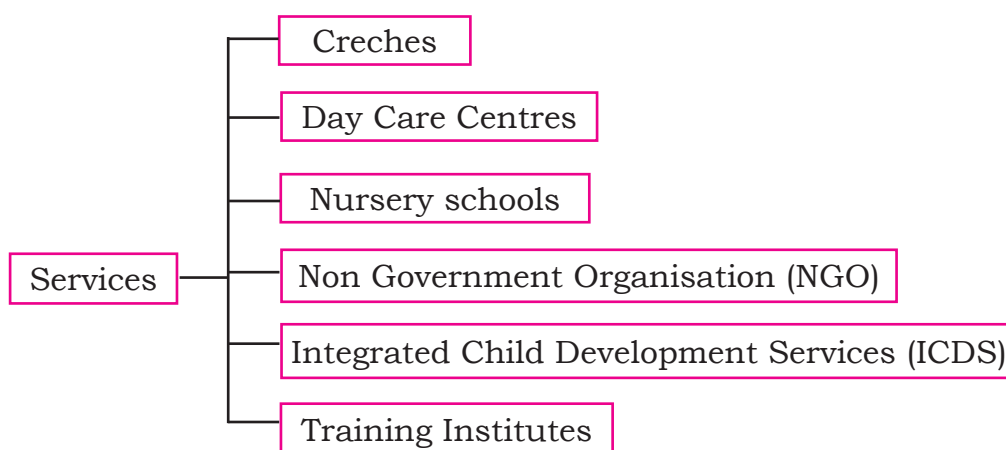 Creches
Day Care Centres
Nursery schools
Services
Non Government Organisation (NGO)
Integrated Child Development Services (ICDS)
Training Institutes